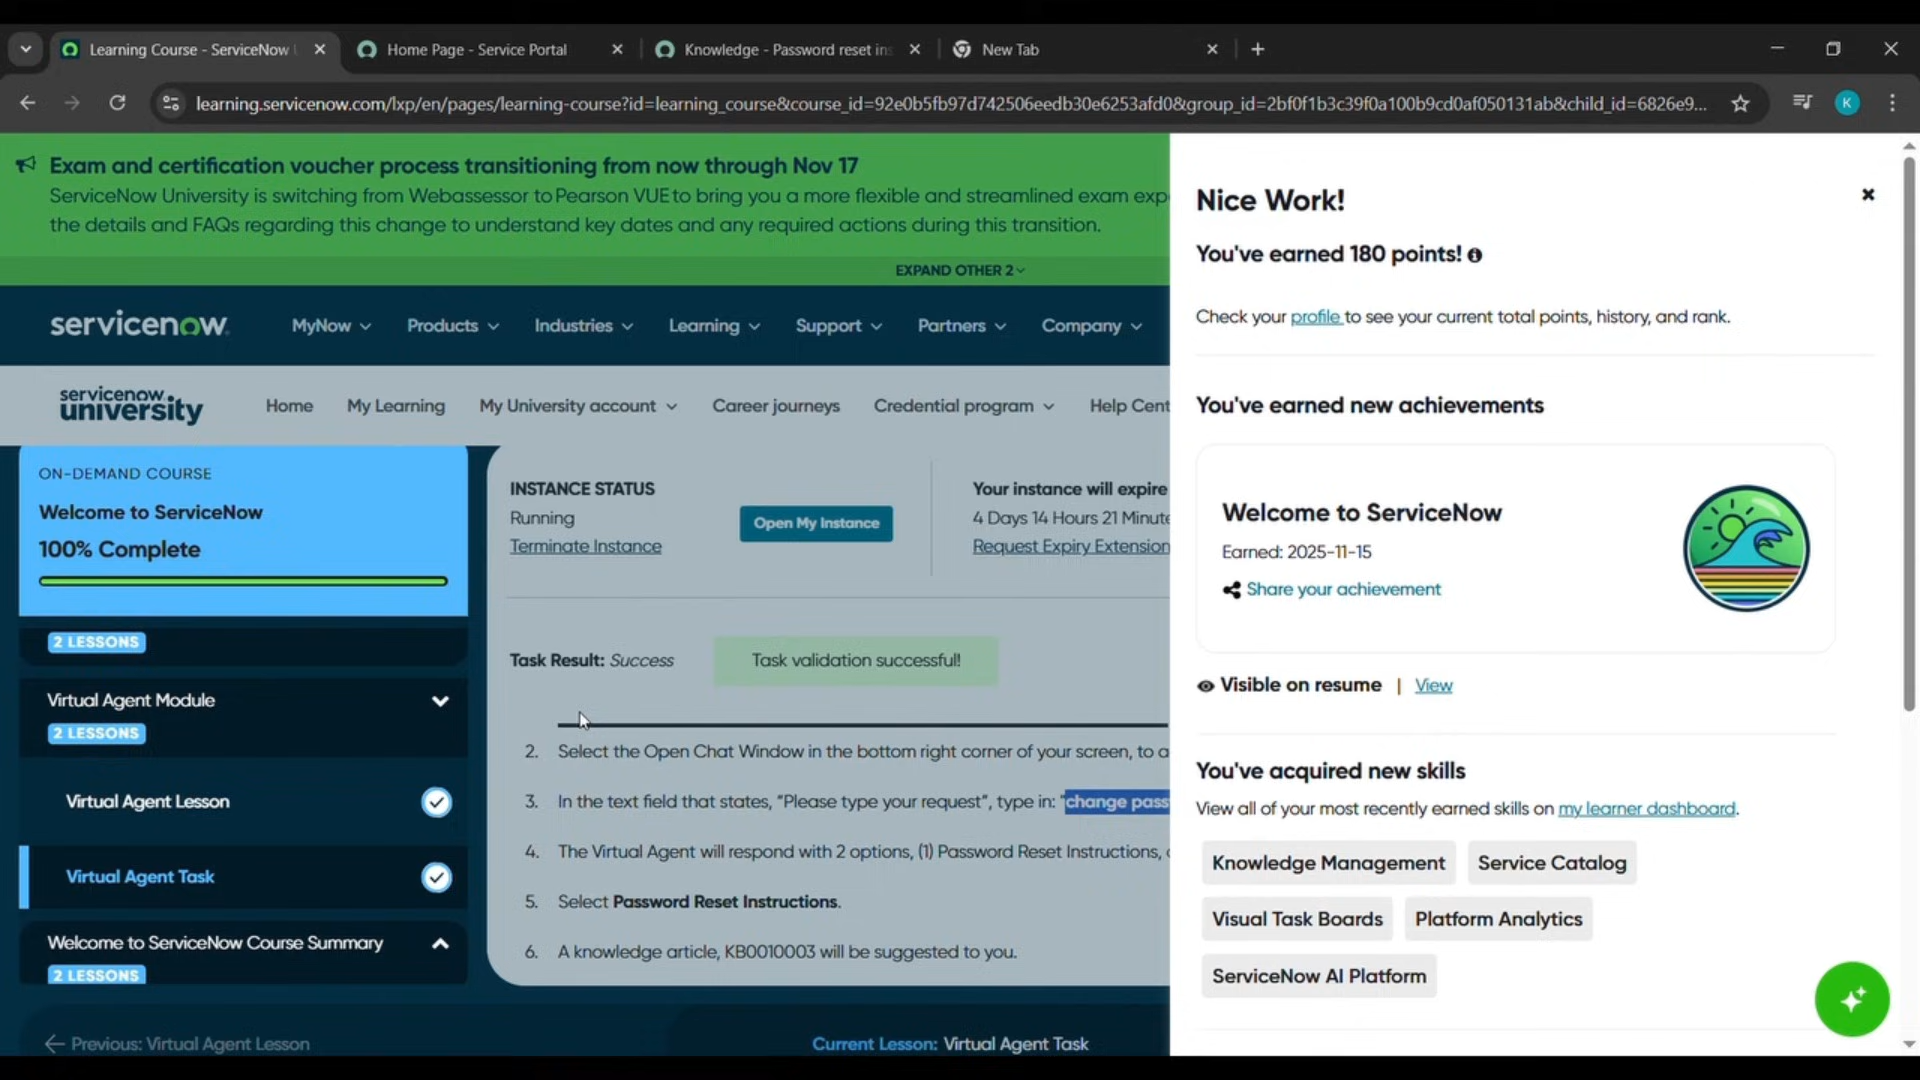 Learning Course - ServiceNow
Home Page - Service Portal
Knowledge - Password reset in
New Tab
learning.servicenow.com/lxp/en/pages/learning-course?id=learning_course&course_id=92e0b5fb97d742506eedb30e6253afd0&group_id=2bf0f1b3c39f0a100b9cd0af050131ab&child_id=6826e9...
K
Exam and certification voucher process transitioning from now through Nov 17
ServiceNow University is switching from Webassessor to Pearson VUE to bring you a more flexible and streamlined exam exp
the details and FAQs regarding this change to understand key dates and any required actions during this transition.
EXPAND OTHER 2
servicenow
MyNow
Products
Industries
Learning
Support
Partners
Company
servicenow
university
Home
My Learning
My University account
Career journeys
Credential program
Help Cent
ON-DEMAND COURSE
Welcome to ServiceNow
100% Complete
2 LESSONS
Virtual Agent Module
2 LESSONS
Virtual Agent Lesson
Virtual Agent Task
Welcome to ServiceNow Course Summary
2 LESSONS
INSTANCE STATUS
Running
Terminate Instance
Open My Instance
Your instance will expire
4 Days 14 Hours 21 Minute
Request Expiry Extension
Task Result: Success
Task validation successful!
2. Select the Open Chat Window in the bottom right corner of your screen, to a
3. In the text field that states, “Please type your request”, type in: “change pass
4. The Virtual Agent will respond with 2 options, (1) Password Reset Instructions,
5. Select Password Reset Instructions.
6. A knowledge article, KB0010003 will be suggested to you.
Previous: Virtual Agent Lesson
Current Lesson: Virtual Agent Task
Nice Work!
You've earned 180 points!
Check your profile to see your current total points, history, and rank.
You've earned new achievements
Welcome to ServiceNow
Earned: 2025-11-15
Share your achievement
Visible on resume | View
You've acquired new skills
View all of your most recently earned skills on my learner dashboard.
Knowledge Management
Service Catalog
Visual Task Boards
Platform Analytics
ServiceNow AI Platform